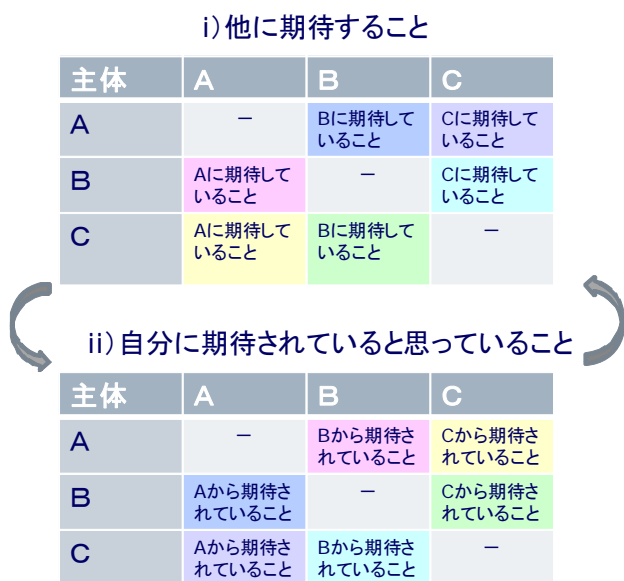 i)他に期待すること
主体 A B C
A － Bに期待して Cに期待して
いること いること
B Aに期待して － Cに期待して
いること いること
C Aに期待して Bに期待して －
いること いること
ii)自分に期待されていると思っていること
主体 A B C
A － Bから期待さ Cから期待さ
れていること れていること
B Aから期待さ － Cから期待さ
れていること れていること
C Aから期待さ Bから期待さ －
れていること れていること